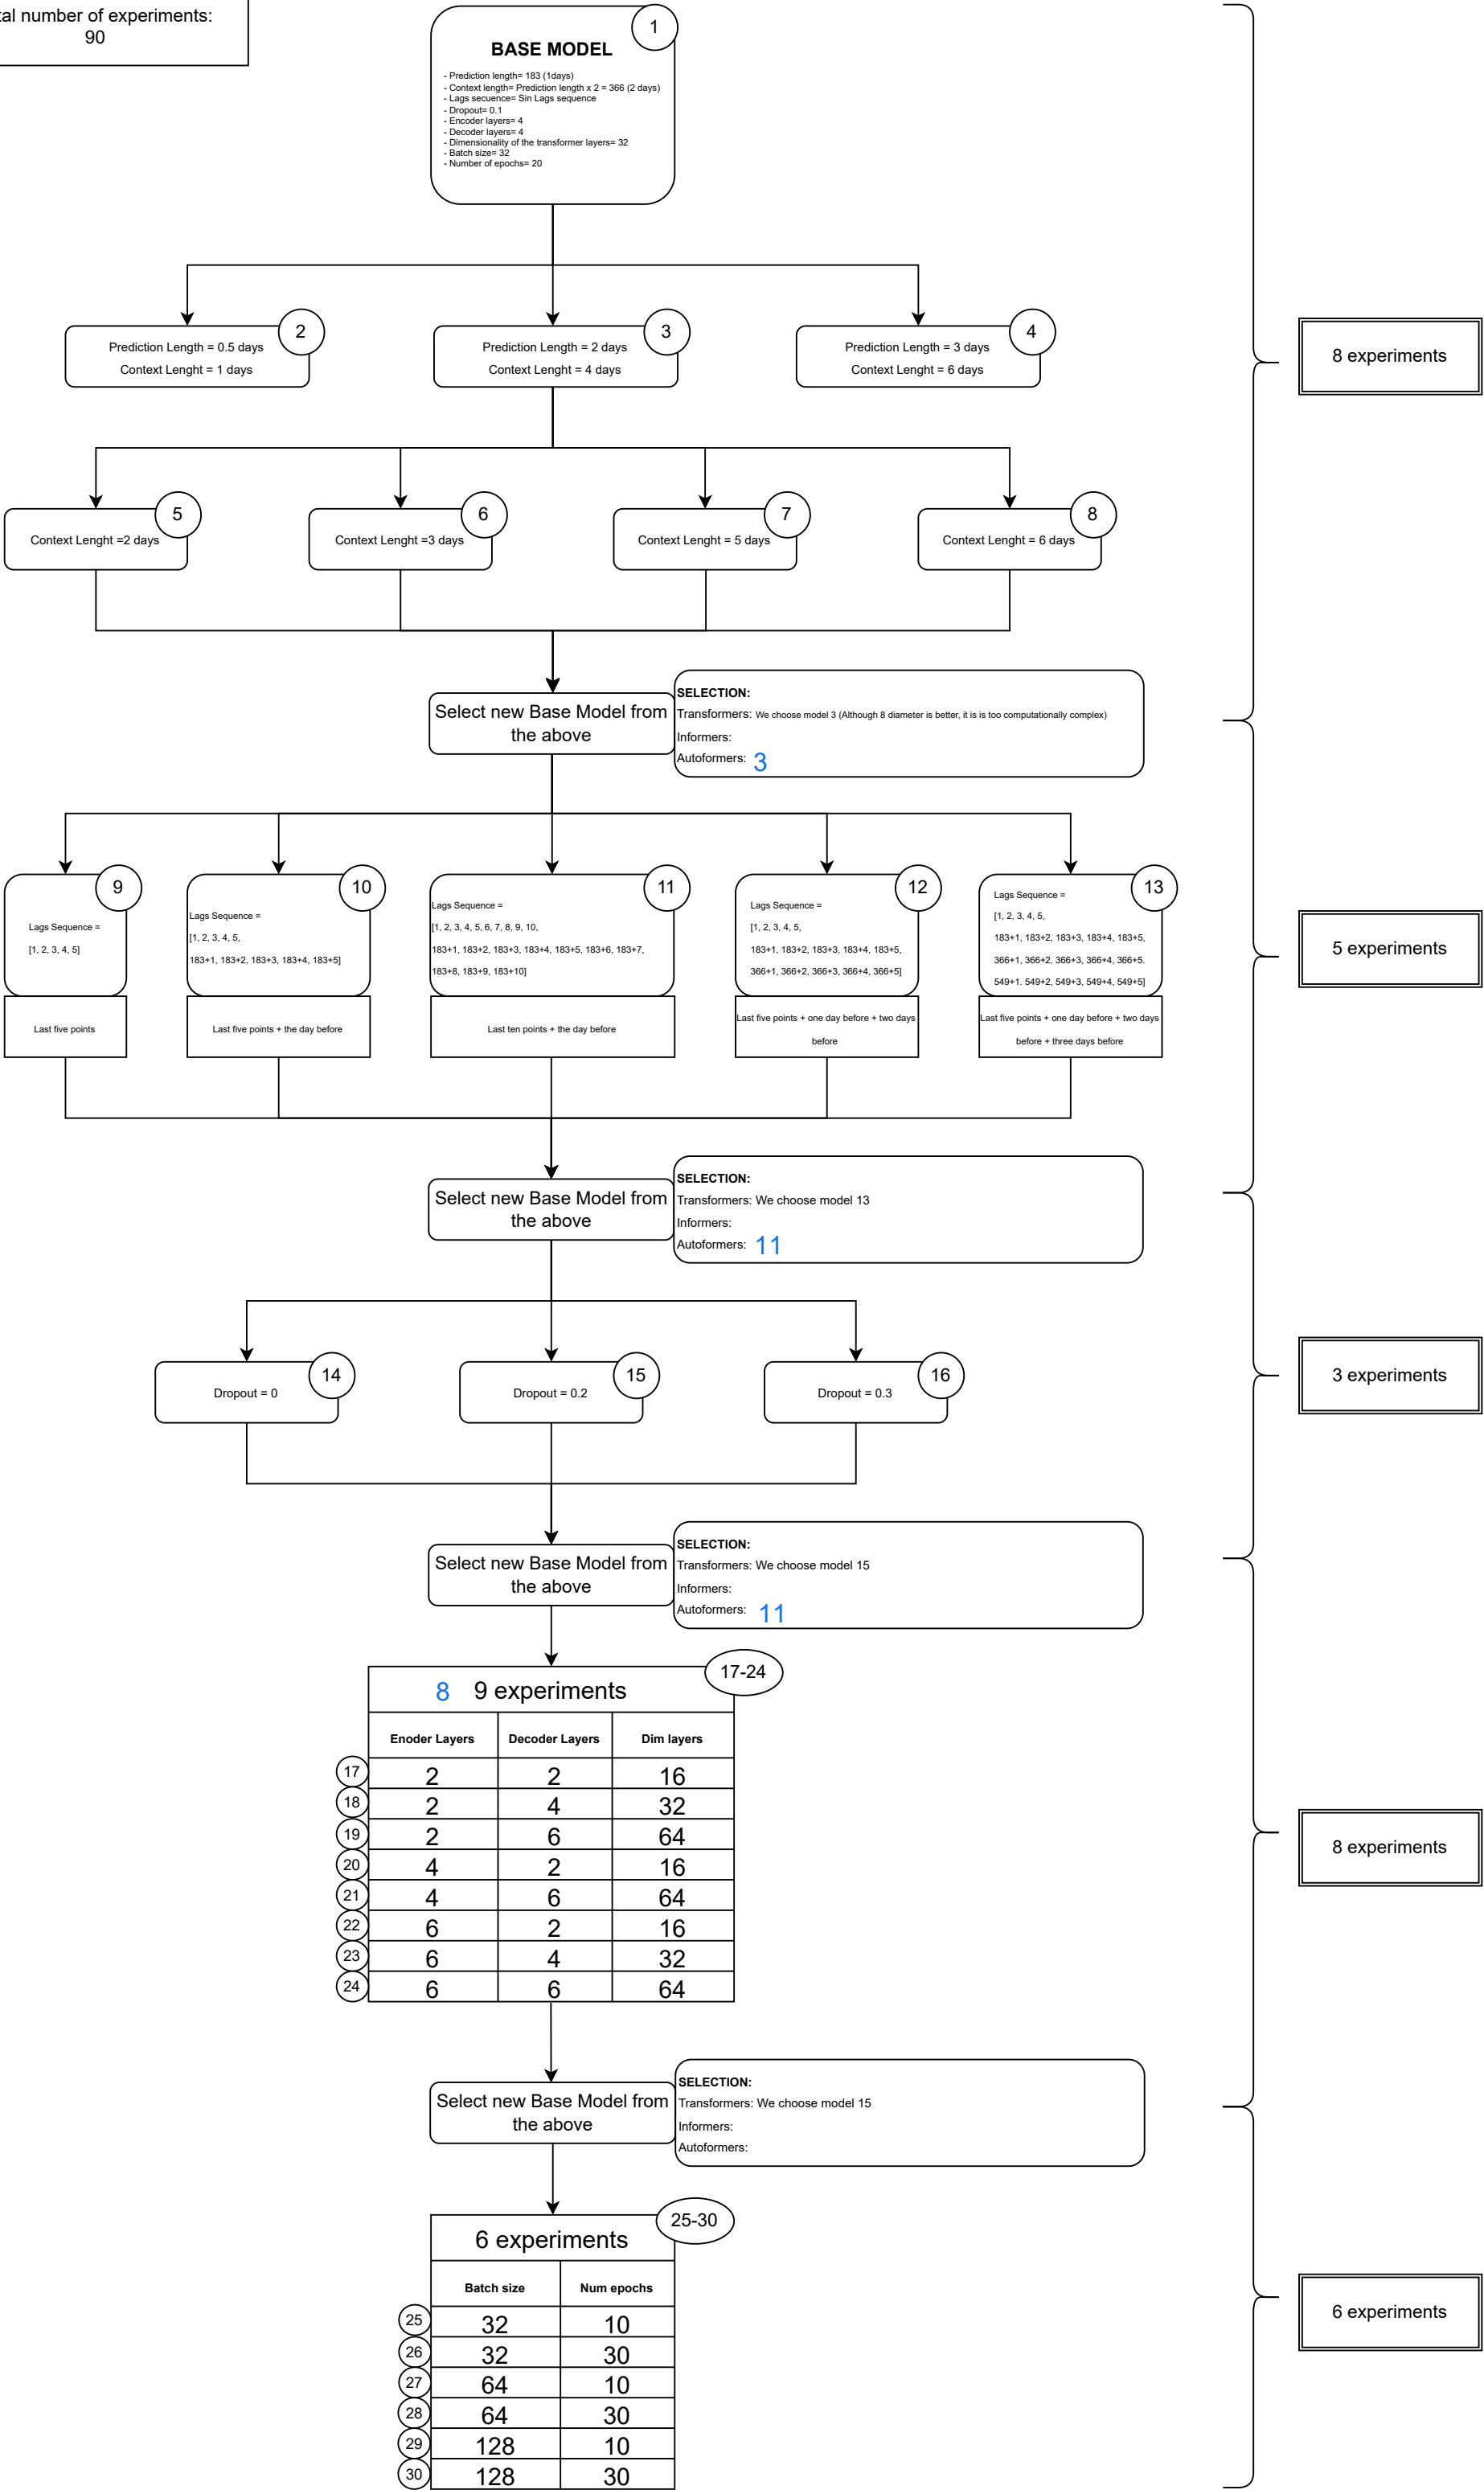 tal number of experiments:
90
1
BASE MODEL
- Prediction length= 183 (1days)
- Context length= Prediction length x 2 = 366 (2 days)
- Lags secuence= Sin Lags sequence
- Dropout= 0.1
- Encoder layers= 4
- Decoder layers= 4
- Dimensionality of the transformer layers= 32
- Batch size= 32
- Number of epochs= 20
2
Prediction Length = 0.5 days
Context Lenght = 1 days
3
Prediction Length = 2 days
Context Lenght = 4 days
4
Prediction Length = 3 days
Context Lenght = 6 days
8 experiments
5
Context Lenght =2 days
6
Context Lenght =3 days
7
Context Lenght = 5 days
8
Context Lenght = 6 days
Select new Base Model from
the above
SELECTION:
Transformers: We choose model 3 (Although 8 diameter is better, it is is too computationally complex)
Informers:
Autoformers: 3
9
Lags Sequence =
[1, 2, 3, 4, 5]
Last five points
10
Lags Sequence =
[1, 2, 3, 4, 5,
183+1, 183+2, 183+3, 183+4, 183+5]
Last five points + the day before
11
Lags Sequence =
[1, 2, 3, 4, 5, 6, 7, 8, 9, 10,
183+1, 183+2, 183+3, 183+4, 183+5, 183+6, 183+7,
183+8, 183+9, 183+10]
Last ten points + the day before
12
Lags Sequence =
[1, 2, 3, 4, 5,
183+1, 183+2, 183+3, 183+4, 183+5,
366+1, 366+2, 366+3, 366+4, 366+5]
Last five points + one day before + two days
before
13
Lags Sequence =
[1, 2, 3, 4, 5,
183+1, 183+2, 183+3, 183+4, 183+5,
366+1, 366+2, 366+3, 366+4, 366+5.
549+1. 549+2, 549+3, 549+4, 549+5]
Last five points + one day before + two days
before + three days before
5 experiments
Select new Base Model from
the above
SELECTION:
Transformers: We choose model 13
Informers:
Autoformers: 11
14
Dropout = 0
15
Dropout = 0.2
16
Dropout = 0.3
3 experiments
Select new Base Model from
the above
SELECTION:
Transformers: We choose model 15
Informers:
Autoformers: 11
17-24
8 9 experiments
Enoder Layers Decoder Layers Dim layers
17 2 2 16
18 2 4 32
19 2 6 64
20 4 2 16
21 4 6 64
22 6 2 16
23 6 4 32
24 6 6 64
8 experiments
Select new Base Model from
the above
SELECTION:
Transformers: We choose model 15
Informers:
Autoformers:
25-30
6 experiments
Batch size Num epochs
25 32 10
26 32 30
27 64 10
28 64 30
29 128 10
30 128 30
6 experiments